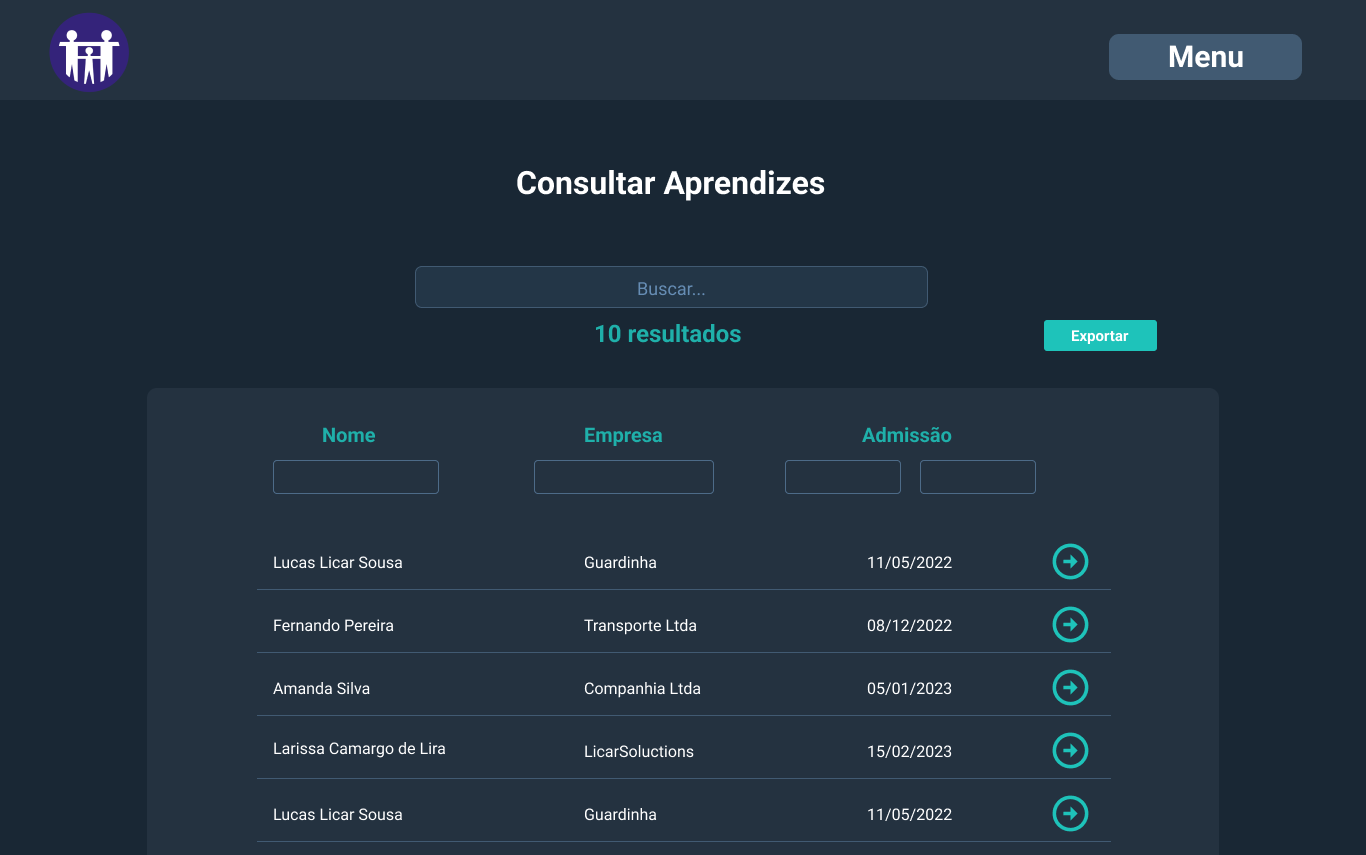 Menu
Consultar Aprendizes
Buscar...
10 resultados
Exportar
Nome Empresa Admissão
Lucas Licar Sousa Guardinha 11/05/2022
Fernando Pereira Transporte Ltda 08/12/2022
Amanda Silva Companhia Ltda 05/01/2023
Larissa Camargo de Lira LicarSoluctions 15/02/2023
Lucas Licar Sousa Guardinha 11/05/2022